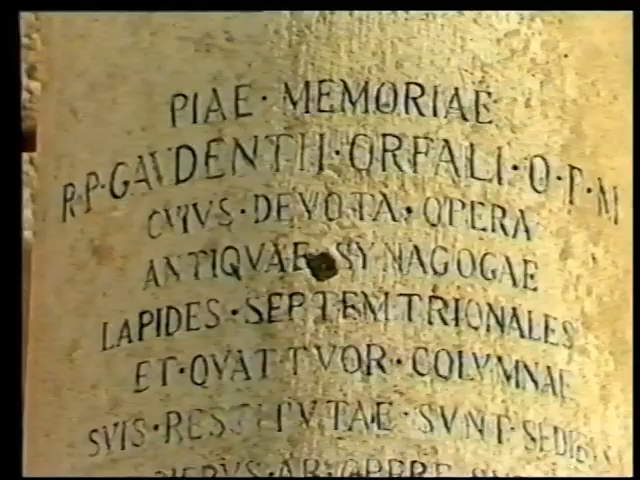 PIAE · MEMORIAE
R·P·GAVDENTII·ORFALI·O·F·M
CVIVS·DEVOTA·OPERA
ANTIQVAE SYNAGOGAE
LAPIDES·SEPTEMTRIONALES
ET·QVATTVOR·COLVMNAE
SVIS·RESTITVTAE·SVNT·SEDIBVS